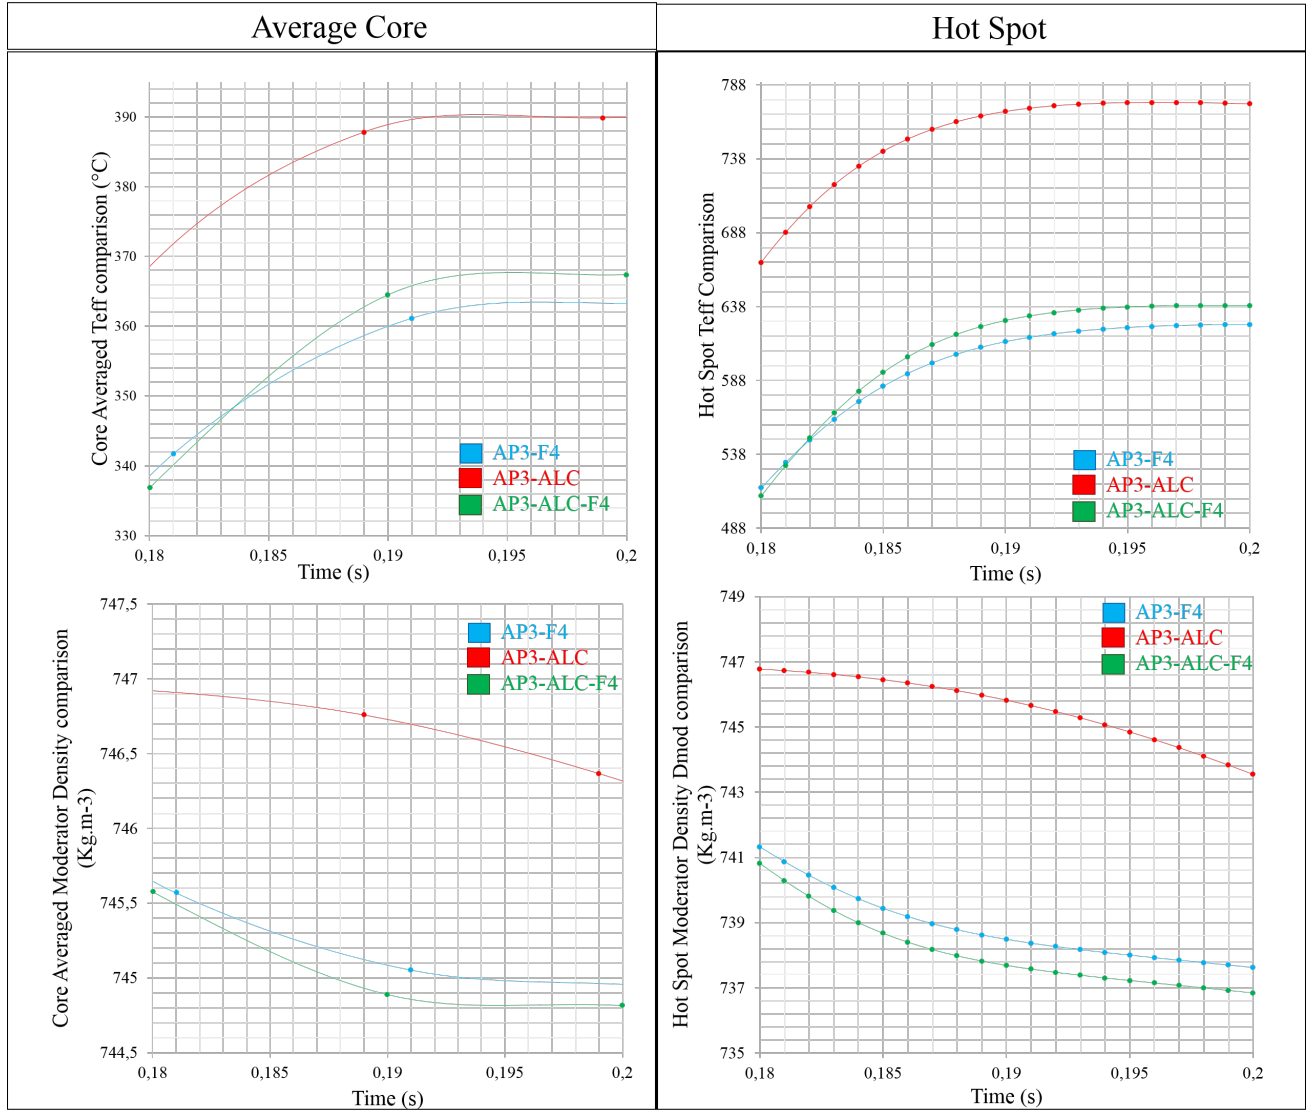 Average Core
Hot Spot
Core Averaged Teff comparison (°C)
390
380
370
360
350
340
330
0,18
0,185
0,19
0,195
0,2
Time (s)
AP3-F4
AP3-ALC
AP3-ALC-F4
Hot Spot Teff Comparison
788
738
688
638
588
538
488
0,18
0,185
0,19
0,195
0,2
Time (s)
AP3-F4
AP3-ALC
AP3-ALC-F4
Core Averaged Moderator Density comparison
(Kg.m-3)
747,5
747
746,5
746
745,5
745
744,5
0,18
0,185
0,19
0,195
0,2
Time (s)
AP3-F4
AP3-ALC
AP3-ALC-F4
Hot Spot Moderator Density Dmod comparison
(Kg.m-3)
749
747
745
743
741
739
737
735
0,18
0,185
0,19
0,195
0,2
Time (s)
AP3-F4
AP3-ALC
AP3-ALC-F4